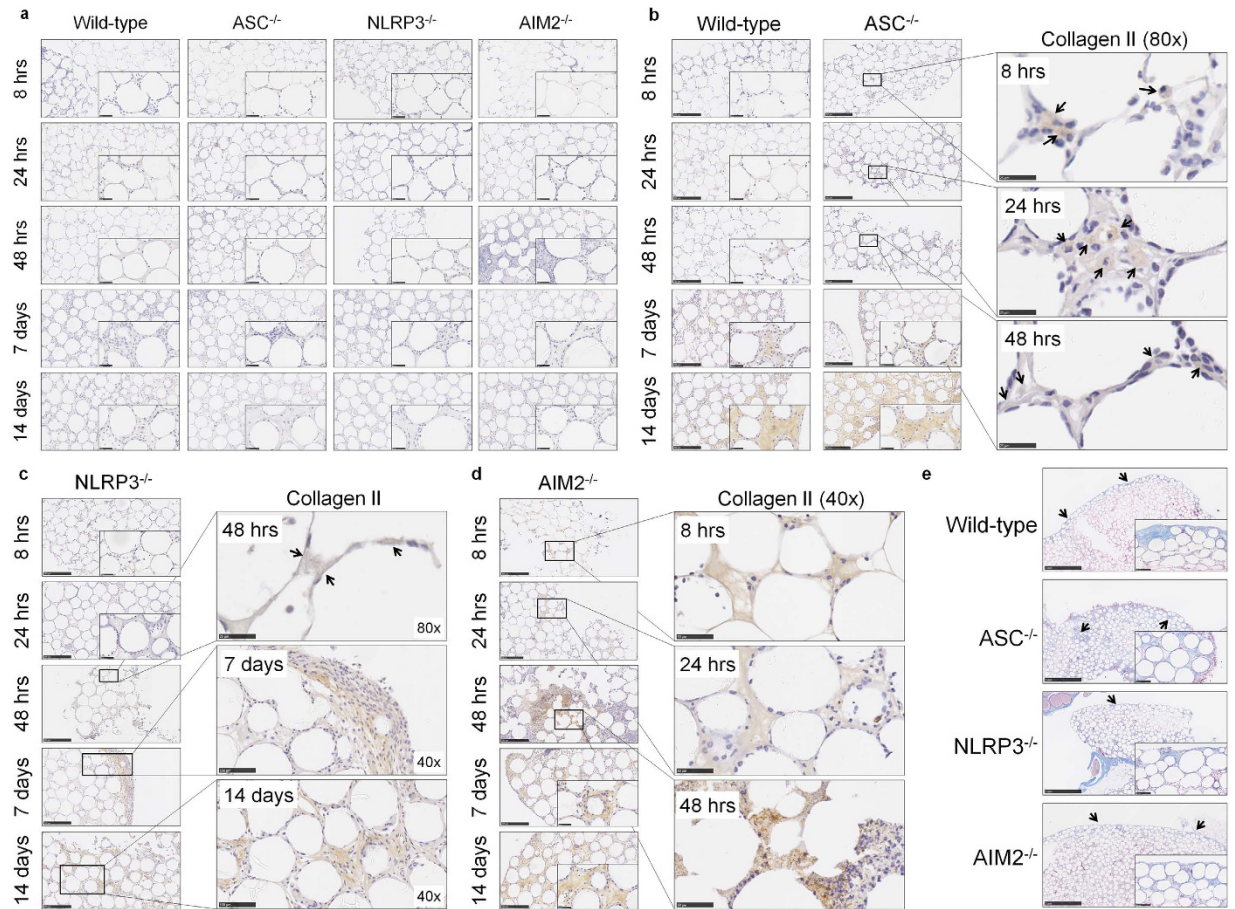 a
Wild-type ASC-/- NLRP3-/- AIM2-/-
8 hrs
24 hrs
48 hrs
7 days
14 days
b
Wild-type ASC-/- Collagen II (80x)
8 hrs
24 hrs
48 hrs
7 days
14 days
8 hrs
24 hrs
48 hrs
c
NLRP3-/-
Collagen II
8 hrs
24 hrs
48 hrs
7 days
14 days
48 hrs
80x
7 days
40x
14 days
40x
d
AIM2-/-
Collagen II (40x)
8 hrs
24 hrs
48 hrs
7 days
14 days
8 hrs
24 hrs
48 hrs
e
Wild-type
ASC-/-
NLRP3-/-
AIM2-/-